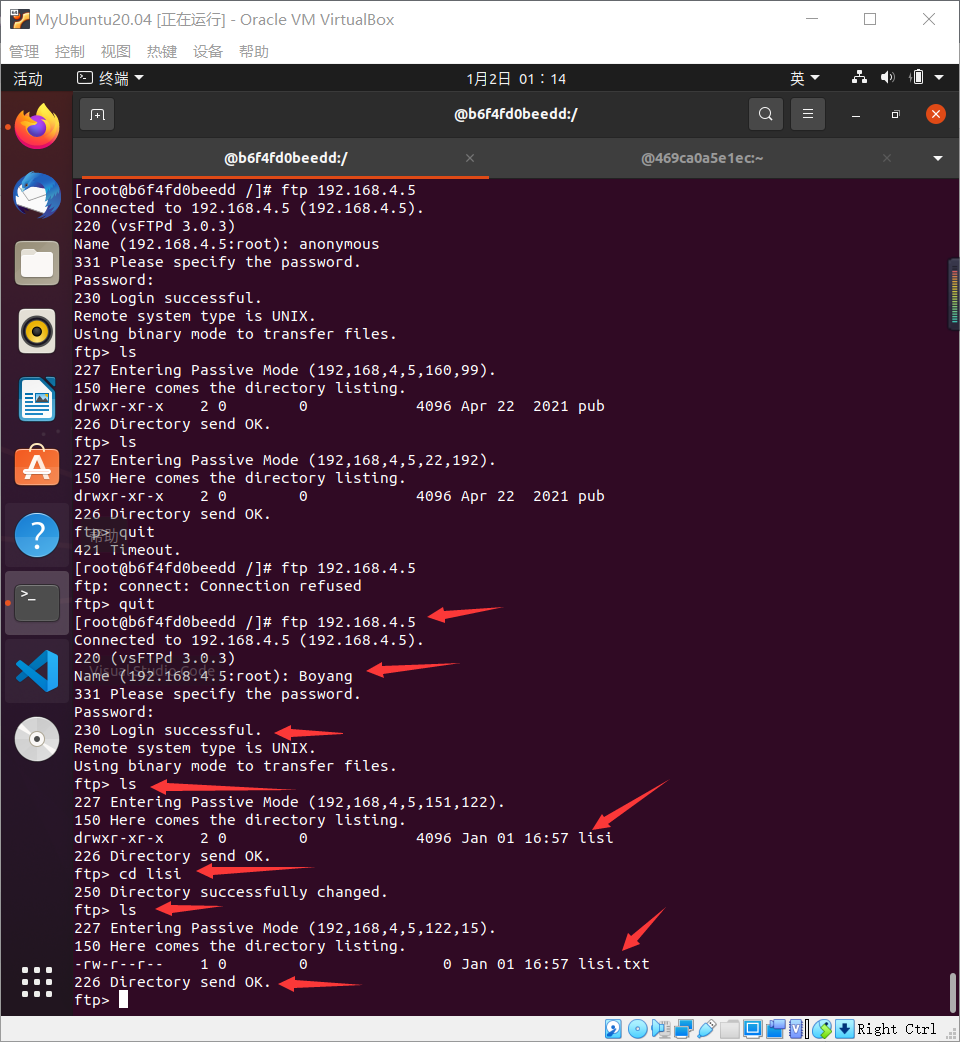 MyUbuntu20.04 [正在运行] - Oracle VM VirtualBox
管理 控制 视图 热键 设备 帮助
活动 终端 1月2日 01：14 英
@b6f4fd0beedd:/
@b6f4fd0beedd:/ @469ca0a5e1ec:~
[root@b6f4fd0beedd /]# ftp 192.168.4.5
Connected to 192.168.4.5 (192.168.4.5).
220 (vsFTPd 3.0.3)
Name (192.168.4.5:root): anonymous
331 Please specify the password.
Password:
230 Login successful.
Remote system type is UNIX.
Using binary mode to transfer files.
ftp> ls
227 Entering Passive Mode (192,168,4,5,160,99).
150 Here comes the directory listing.
drwxr-xr-x    2 0        0            4096 Apr 22  2021 pub
226 Directory send OK.
ftp> ls
227 Entering Passive Mode (192,168,4,5,22,192).
150 Here comes the directory listing.
drwxr-xr-x    2 0        0            4096 Apr 22  2021 pub
226 Directory send OK.
ftp> quit
帮助
421 Timeout.
[root@b6f4fd0beedd /]# ftp 192.168.4.5
ftp: connect: Connection refused
ftp> quit
[root@b6f4fd0beedd /]# ftp 192.168.4.5
Connected to 192.168.4.5 (192.168.4.5).
220 (vsFTPd 3.0.3)
Visual Studio Code
Name (192.168.4.5:root): Boyang
331 Please specify the password.
Password:
230 Login successful.
Remote system type is UNIX.
Using binary mode to transfer files.
ftp> ls
227 Entering Passive Mode (192,168,4,5,151,122).
150 Here comes the directory listing.
drwxr-xr-x    2 0        0            4096 Jan 01 16:57 lisi
226 Directory send OK.
ftp> cd lisi
250 Directory successfully changed.
ftp> ls
227 Entering Passive Mode (192,168,4,5,122,15).
150 Here comes the directory listing.
-rw-r--r--    1 0        0               0 Jan 01 16:57 lisi.txt
226 Directory send OK.
ftp>
Right Ctrl